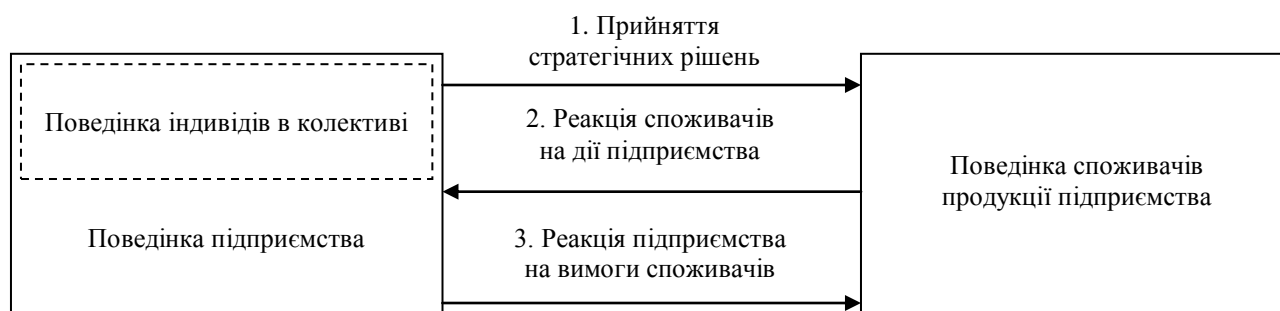 1. Прийняття
стратегічних рішень
Поведінка індивідів в колективі
2. Реакція споживачів
на дії підприємства
Поведінка споживачів
продукції підприємства
Поведінка підприємства
3. Реакція підприємства
на вимоги споживачів